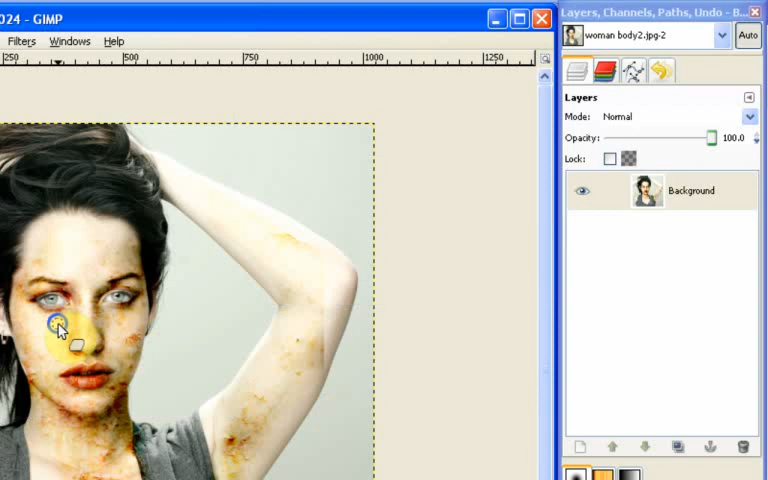 024 - GIMP
Layers, Channels, Paths, Undo - B...
Filters Windows Help
woman body2.jpg-2
Auto
250 500 750 1000 1250
Layers
Mode: Normal
Opacity: 100.0
Lock:
Background